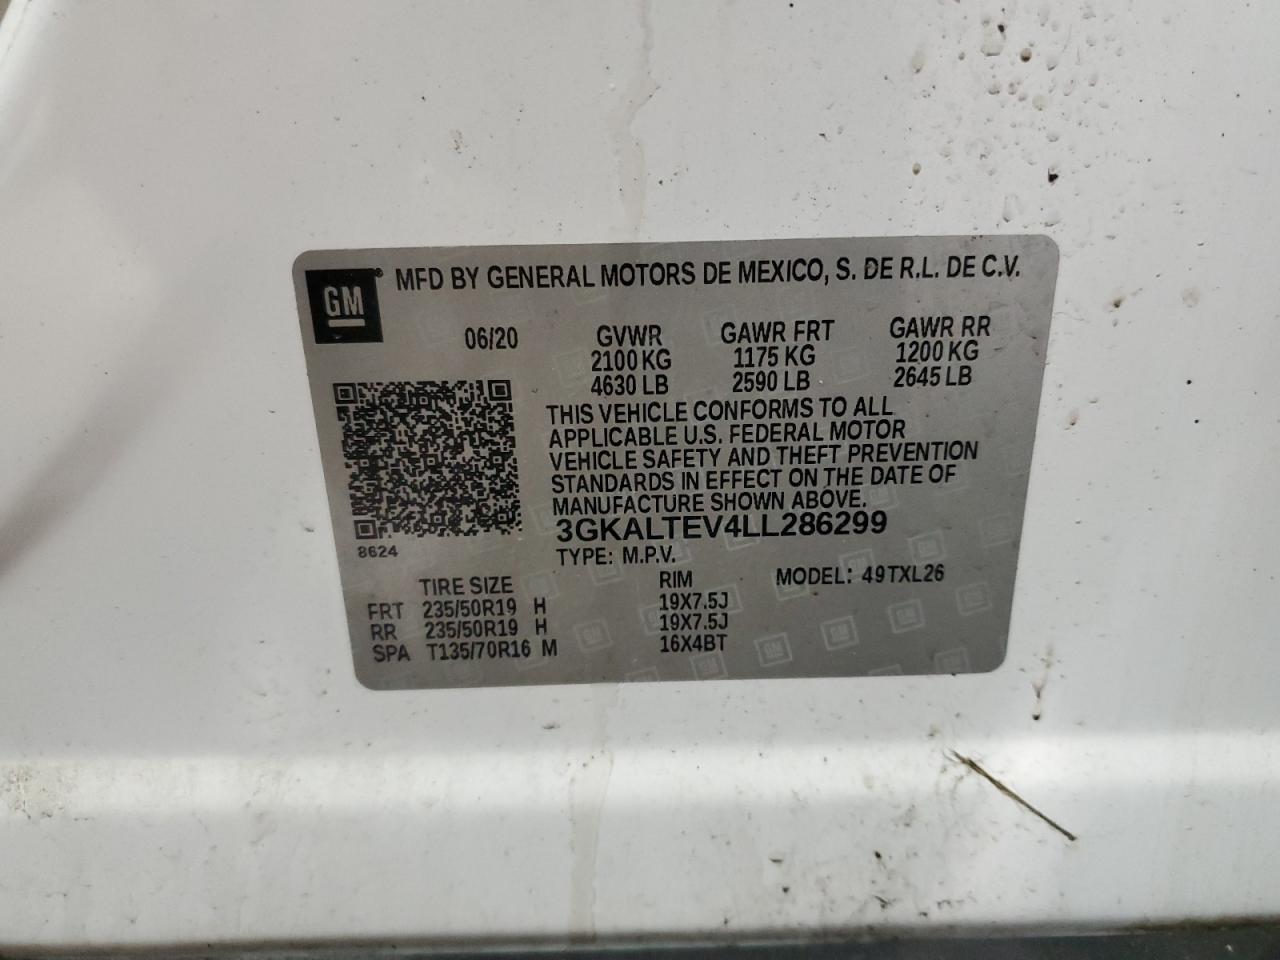 GM ® MFD BY GENERAL MOTORS DE MEXICO, S. DE R.L. DE C.V.
06/20 GVWR GAWR FRT GAWR RR
2100 KG 1175 KG 1200 KG
4630 LB 2590 LB 2645 LB
THIS VEHICLE CONFORMS TO ALL
APPLICABLE U.S. FEDERAL MOTOR
VEHICLE SAFETY AND THEFT PREVENTION
STANDARDS IN EFFECT ON THE DATE OF
MANUFACTURE SHOWN ABOVE.
3GKALTEV4LL286299
8624
TYPE: M.P.V.
TIRE SIZE RIM MODEL: 49TXL26
FRT 235/50R19 H 19X7.5J
RR 235/50R19 H 19X7.5J
SPA T135/70R16 M 16X4BT